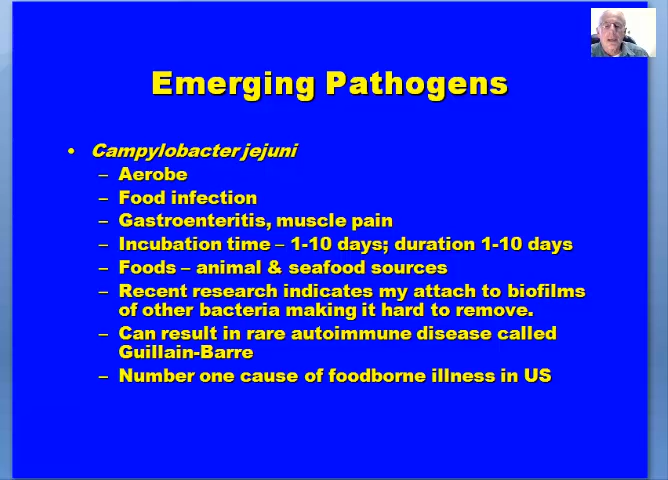 Emerging Pathogens
• Campylobacter jejuni
– Aerobe
– Food infection
– Gastroenteritis, muscle pain
– Incubation time – 1-10 days; duration 1-10 days
– Foods – animal & seafood sources
– Recent research indicates my attach to biofilms
of other bacteria making it hard to remove.
– Can result in rare autoimmune disease called
Guillain-Barre
– Number one cause of foodborne illness in US